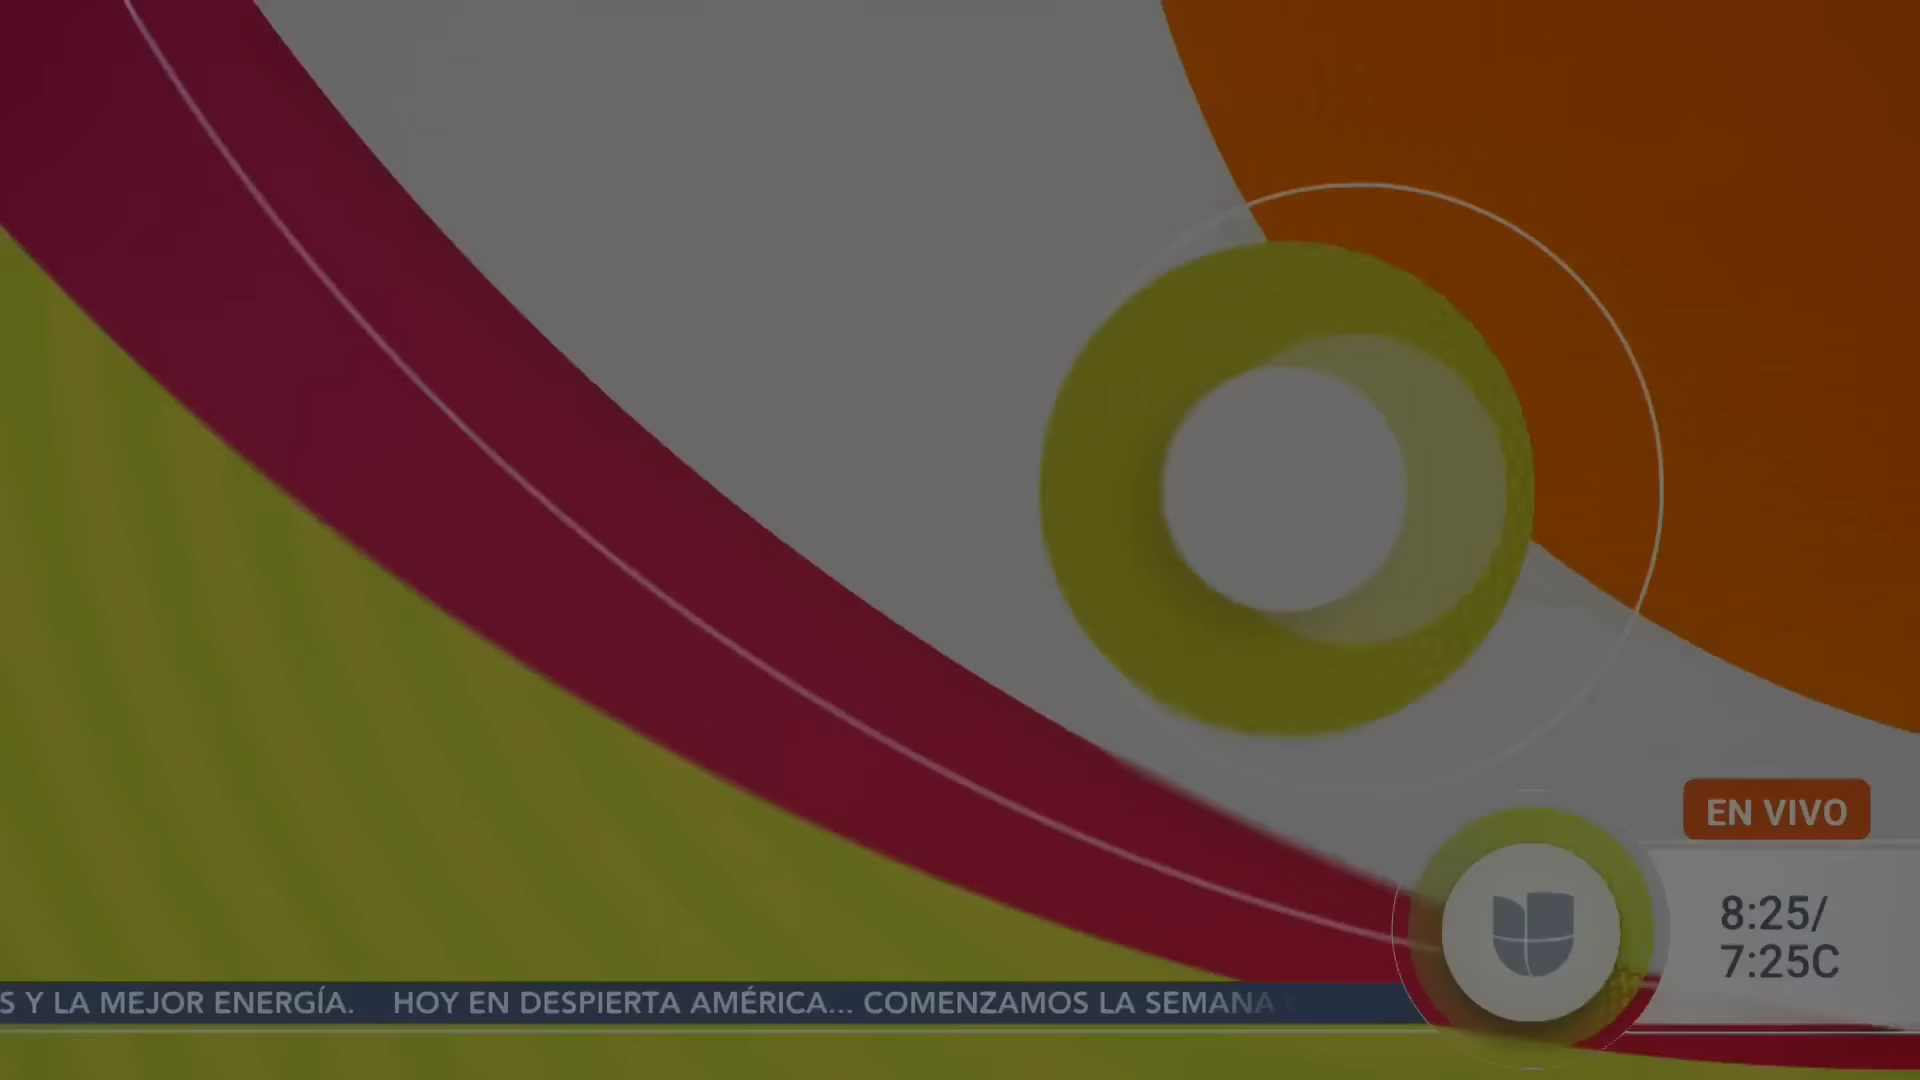 EN VIVO
8:25/
7:25C
S Y LA MEJOR ENERGÍA. HOY EN DESPIERTA AMÉRICA... COMENZAMOS LA SEMANA